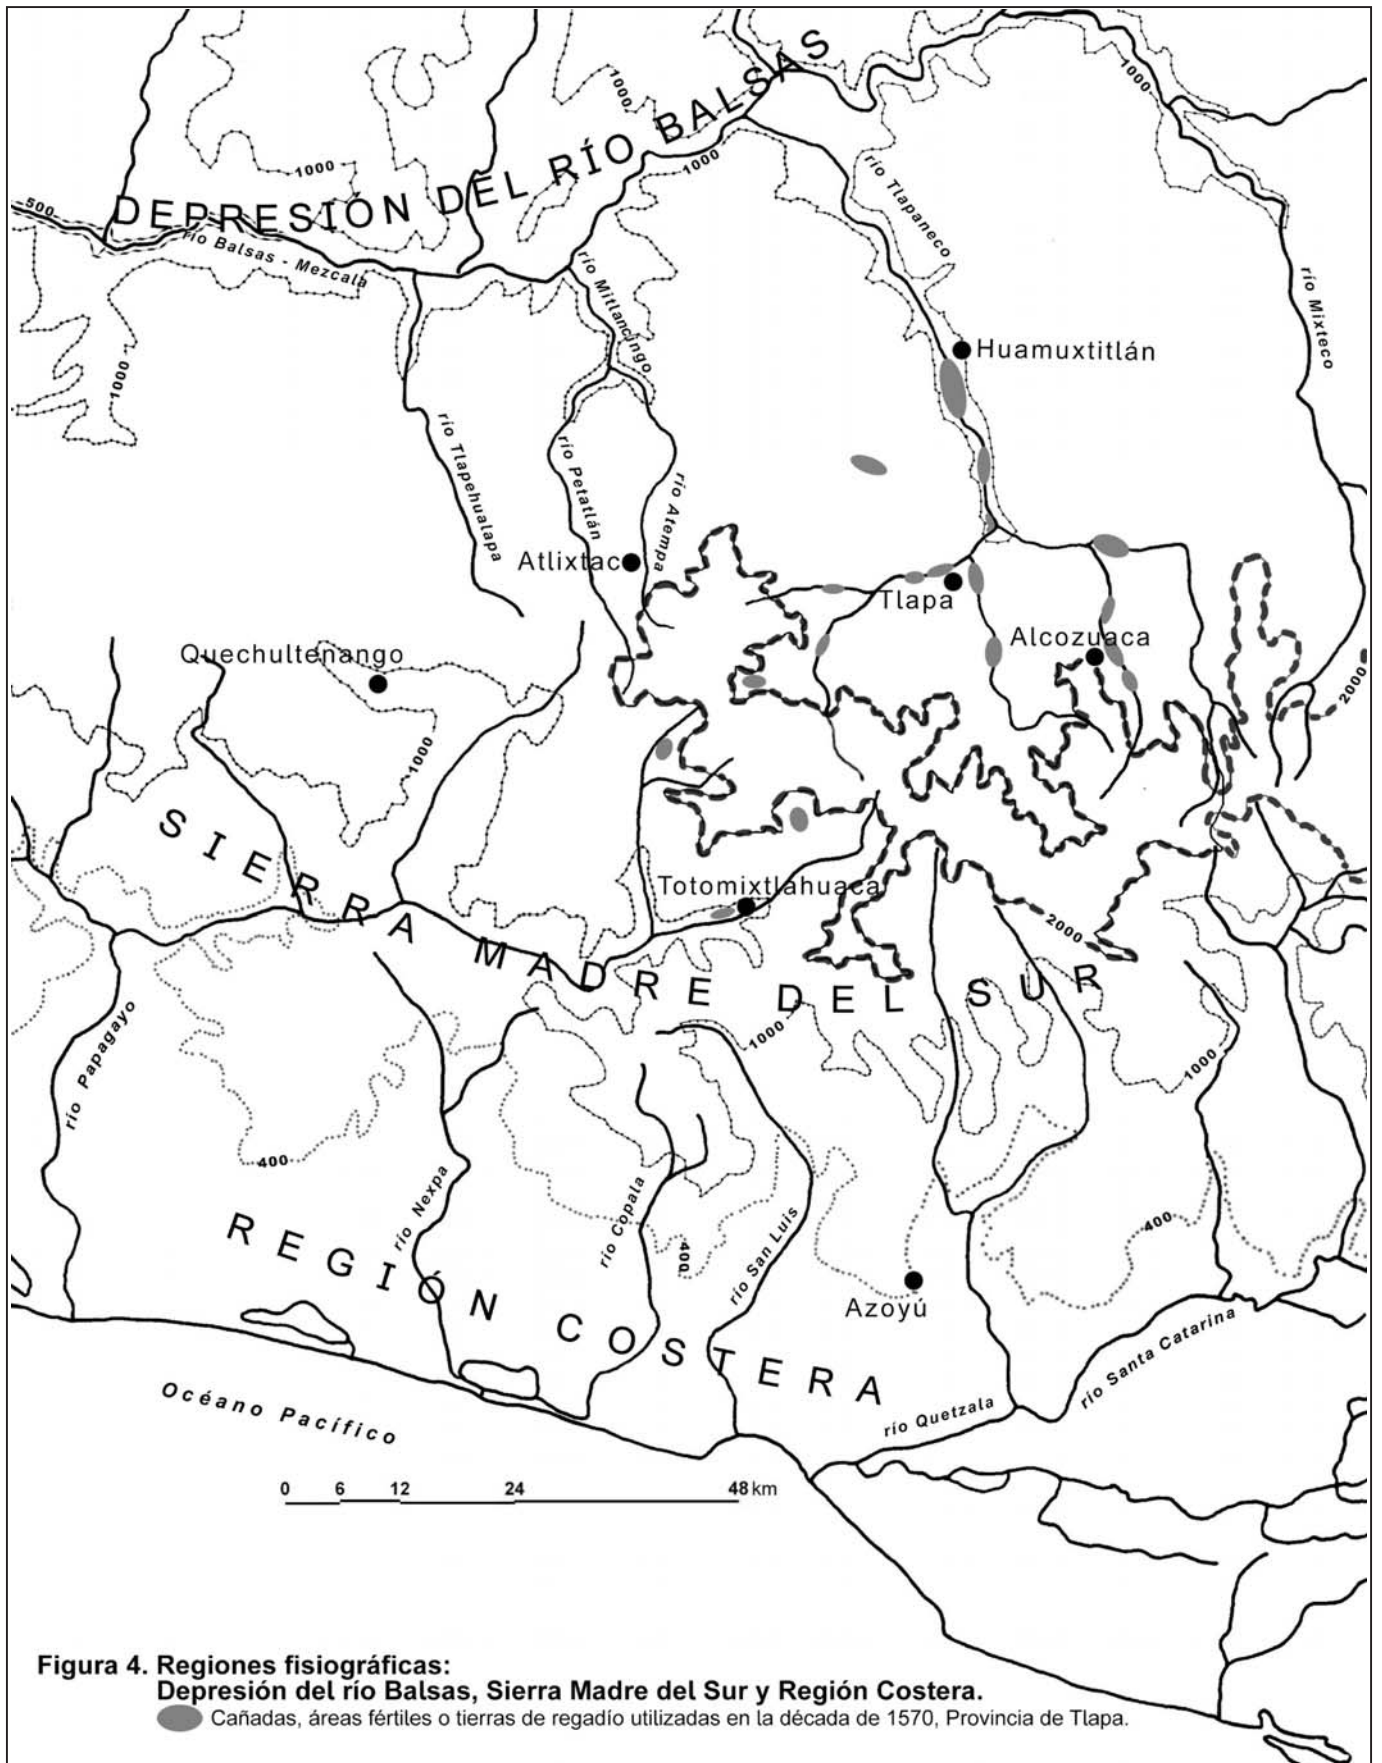 DEPRESIÓN DEL RÍO BALSAS
1000
1000
1000
1000
500
río Balsas - Mezcala
río Tlapaneco
río Mitlancingo
río Mixteco
Huamuxtitlán
1000
río Tlapehualapa
río Petatlán
río Atempa
Atlixtac
Tlapa
Alcozuaca
Quechultenango
2000
1000
SIERRA MADRE DEL SUR
Totomixtlahuaca
2000
1000
1000
río Papagayo
400
río Nexpa
río Copala
400
río San Luis
400
REGIÓN COSTERA
Azoyú
río Santa Catarina
río Quetzala
Océano Pacífico
0 6 12 24 48 km
Figura 4. Regiones fisiográficas:
Depresión del río Balsas, Sierra Madre del Sur y Región Costera.
Cañadas, áreas fértiles o tierras de regadío utilizadas en la década de 1570, Provincia de Tlapa.